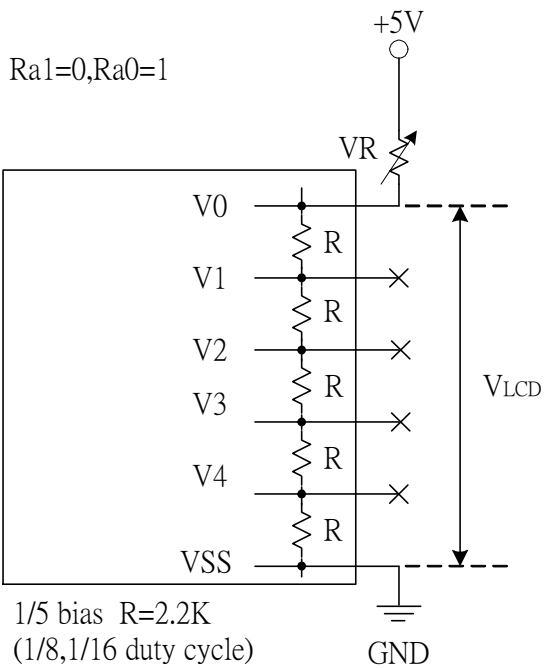 +5V
Ra1=0,Ra0=1
VR
V0
R
V1
R
V2
R
VLCD
V3
R
V4
R
VSS
1/5 bias R=2.2K
(1/8,1/16 duty cycle)
GND